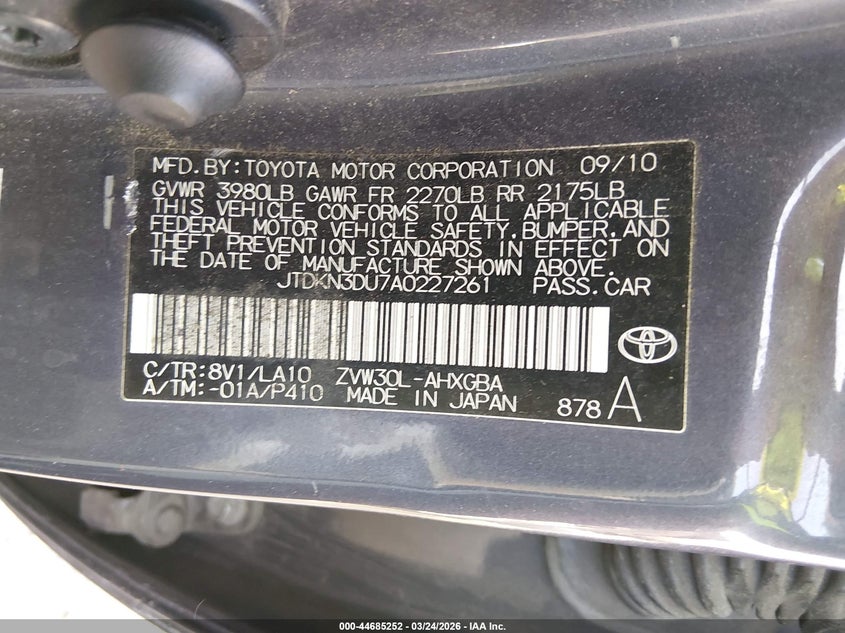 MFD.BY:TOYOTA MOTOR CORPORATION 09/10
GVWR 3980LB GAWR FR 2270LB RR 2175LB
THIS VEHICLE CONFORMS TO ALL APPLICABLE
FEDERAL MOTOR VEHICLE SAFETY,BUMPER,AND
THEFT PREVENTION STANDARDS IN EFFECT ON
THE DATE OF MANUFACTURE SHOWN ABOVE.
JTDKN3DU7A0227261 PASS.CAR
C/TR:8V1/LA10 ZVW30L-AHXGBA
A/TM:-01A/P410 MADE IN JAPAN 878 A
000-44685252 | 03/24/2026 - IAA Inc.